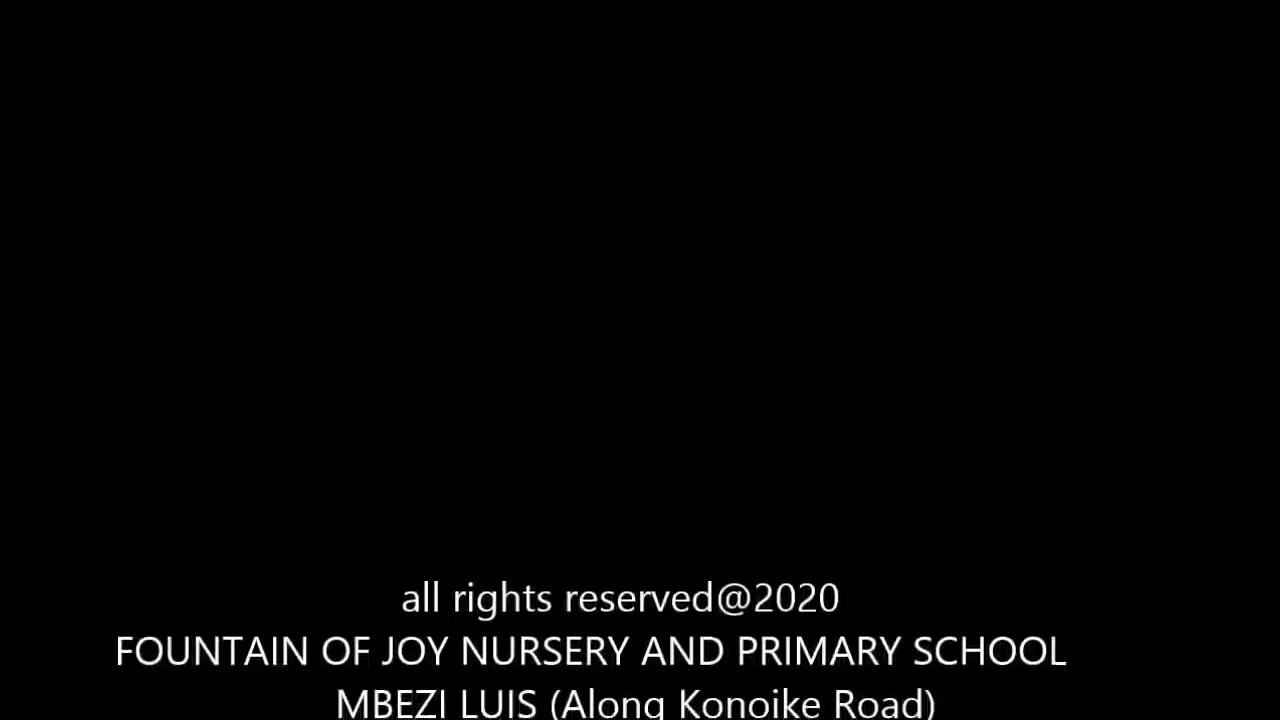 all rights reserved@2020
FOUNTAIN OF JOY NURSERY AND PRIMARY SCHOOL
MBEZI LUIS (Along Konoike Road)